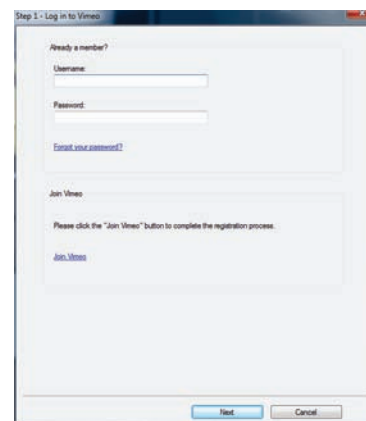 Step 1 - Log in to Vimeo
Already a member?
Username:
Password:
Forgot your password?
Join Vimeo
Please click the "Join Vimeo" button to complete the registration process.
Join Vimeo
Next
Cancel